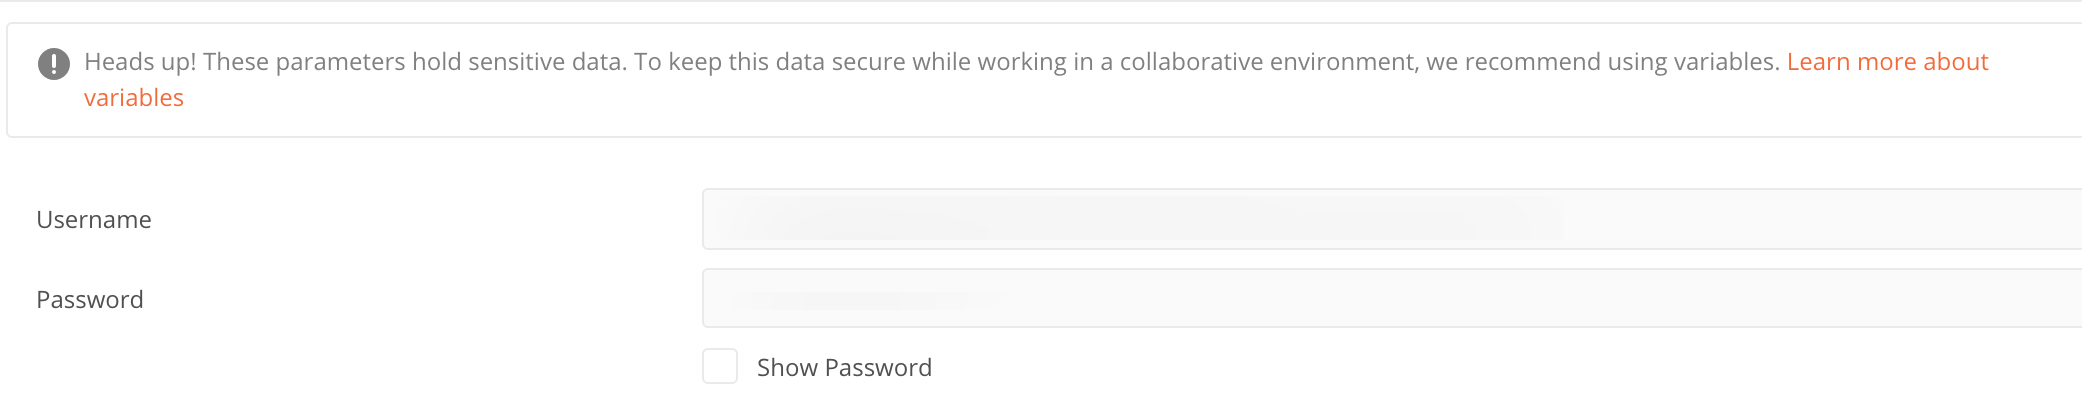 Heads up! These parameters hold sensitive data. To keep this data secure while working in a collaborative environment, we recommend using variables. Learn more about
variables
Username
Password
Show Password